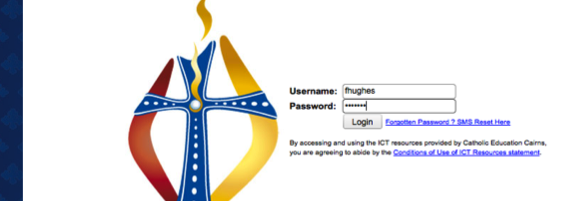 Username: fhughes
Password: •••••••
Login Forgotten Password ? SMS Reset Here
By accessing and using the ICT resources provided by Catholic Education Cairns,
you are agreeing to abide by the Conditions of Use of ICT Resources statement.